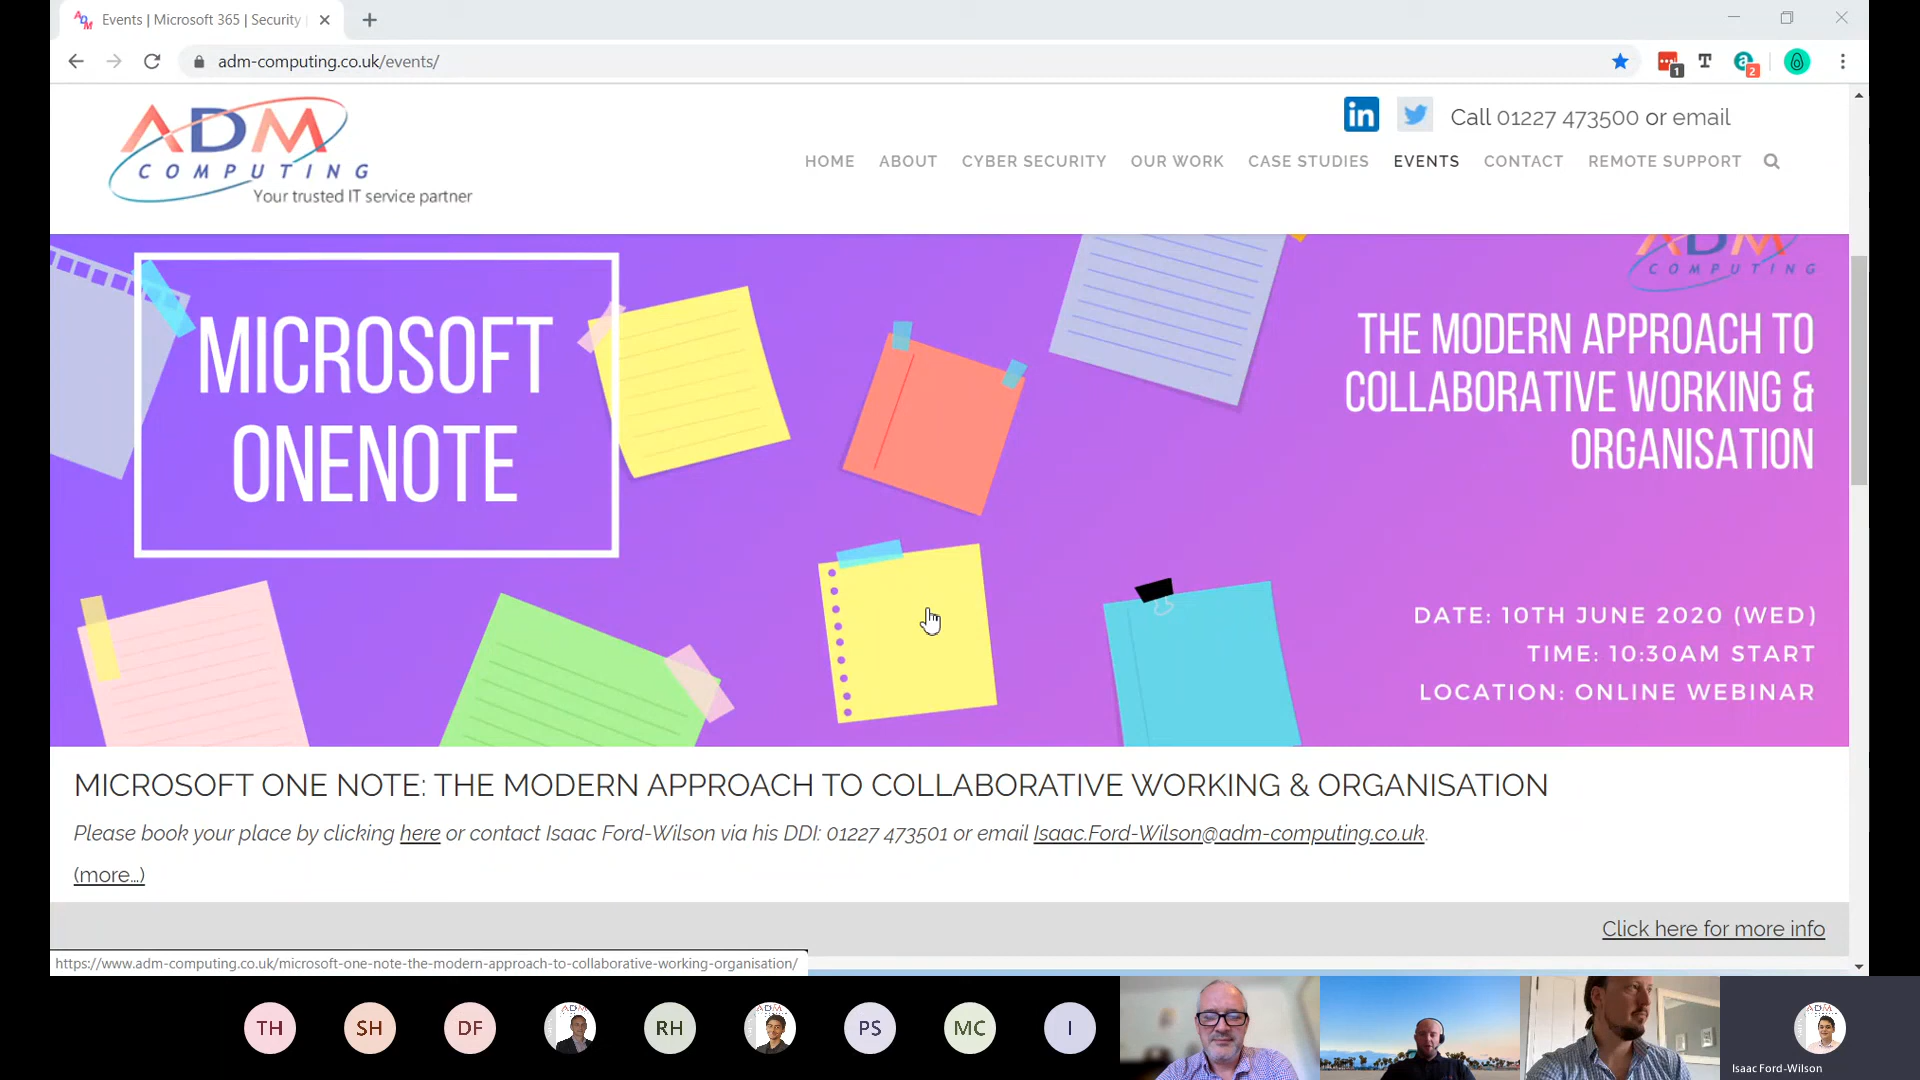 Events | Microsoft 365 | Security
adm-computing.co.uk/events/
1
T
a
2
ADM
COMPUTING
Your trusted IT service partner
in
Call 01227 473500 or email
HOME ABOUT CYBER SECURITY OUR WORK CASE STUDIES EVENTS CONTACT REMOTE SUPPORT
MICROSOFT
ONENOTE
ADM
COMPUTING
THE MODERN APPROACH TO
COLLABORATIVE WORKING &
ORGANISATION
DATE: 10TH JUNE 2020 (WED)
TIME: 10:30AM START
LOCATION: ONLINE WEBINAR
MICROSOFT ONE NOTE: THE MODERN APPROACH TO COLLABORATIVE WORKING & ORGANISATION
Please book your place by clicking here or contact Isaac Ford-Wilson via his DDI: 01227 473501 or email Isaac.Ford-Wilson@adm-computing.co.uk.
(more…)
Click here for more info
https://www.adm-computing.co.uk/microsoft-one-note-the-modern-approach-to-collaborative-working-organisation/
TH SH DF RH PS MC I
Isaac Ford-Wilson